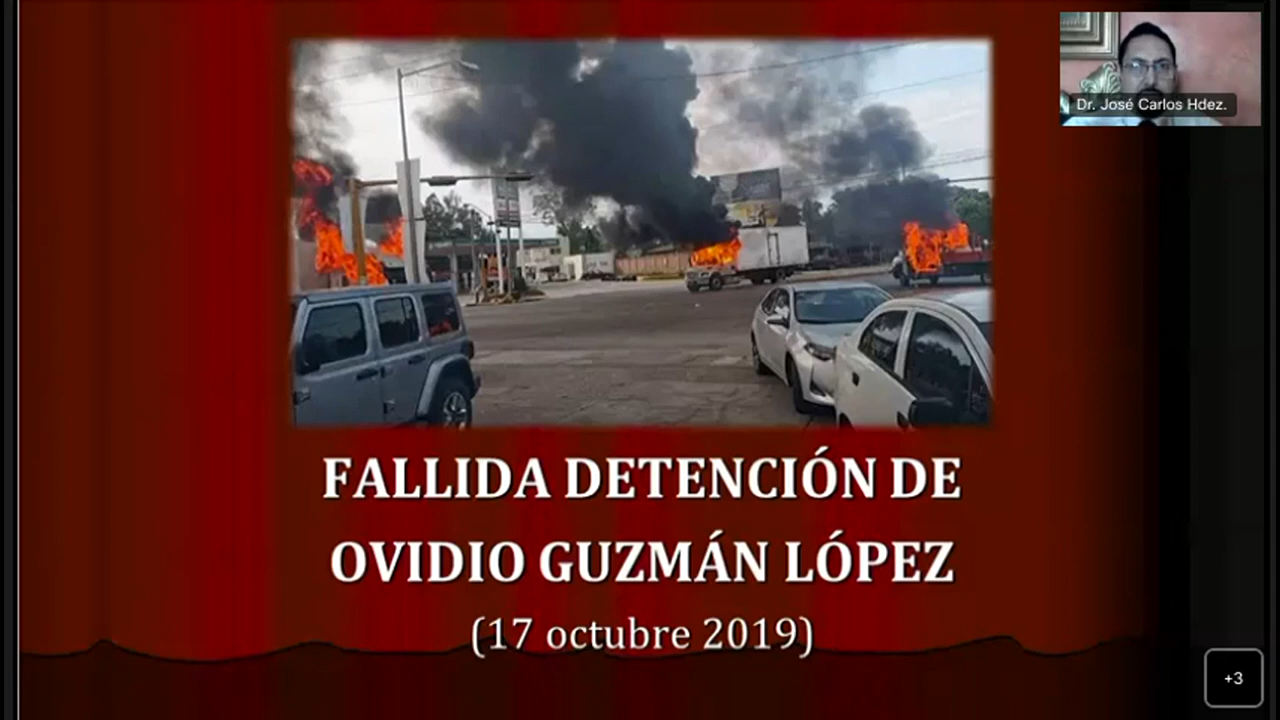 Dr. José Carlos Hdez.
FALLIDA DETENCIÓN DE
OVIDIO GUZMÁN LÓPEZ
(17 octubre 2019)
+3